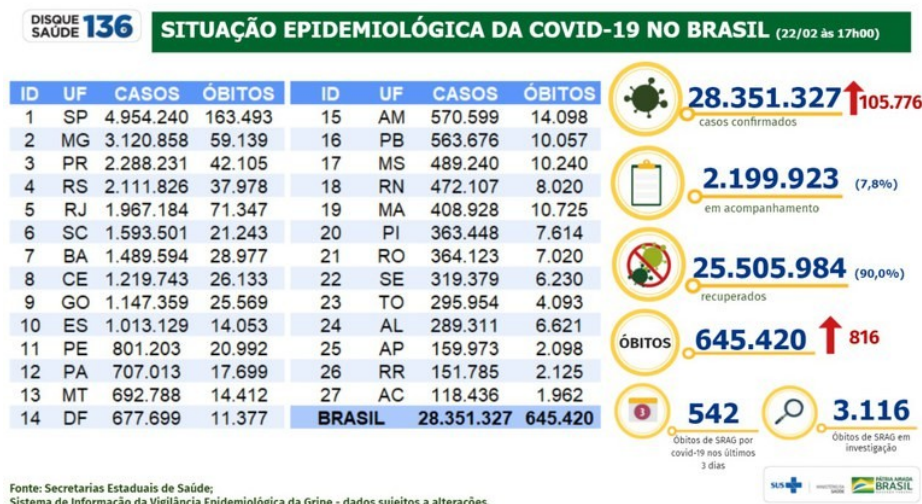 DISQUE
SAÚDE 136
SITUAÇÃO EPIDEMIOLÓGICA DA COVID-19 NO BRASIL (22/02 às 17h00)
ID UF CASOS ÓBITOS ID UF CASOS ÓBITOS
1 SP 4.954.240 163.493 15 AM 570.599 14.098
2 MG 3.120.858 59.139 16 PB 563.676 10.057
3 PR 2.288.231 42.105 17 MS 489.240 10.240
4 RS 2.111.826 37.978 18 RN 472.107 8.020
5 RJ 1.967.184 71.347 19 MA 408.928 10.725
6 SC 1.593.501 21.243 20 PI 363.448 7.614
7 BA 1.489.594 28.977 21 RO 364.123 7.020
8 CE 1.219.743 26.133 22 SE 319.379 6.230
9 GO 1.147.359 25.569 23 TO 295.954 4.093
10 ES 1.013.129 14.053 24 AL 289.311 6.621
11 PE 801.203 20.992 25 AP 159.973 2.098
12 PA 707.013 17.699 26 RR 151.785 2.125
13 MT 692.788 14.412 27 AC 118.436 1.962
14 DF 677.699 11.377 BRASIL 28.351.327 645.420
28.351.327 105.776
casos confirmados
2.199.923 (7,8%)
em acompanhamento
25.505.984 (90,0%)
recuperados
ÓBITOS 645.420 816
3
542
Óbitos de SRAG por
covid-19 nos últimos
3 dias
3.116
Óbitos de SRAG em
investigação
Fonte: Secretarias Estaduais de Saúde;
Sistema de Informação da Vigilância Epidemiológica da Gripe - dados sujeitos a alterações
SUS
PÁTRIA AMADA
BRASIL